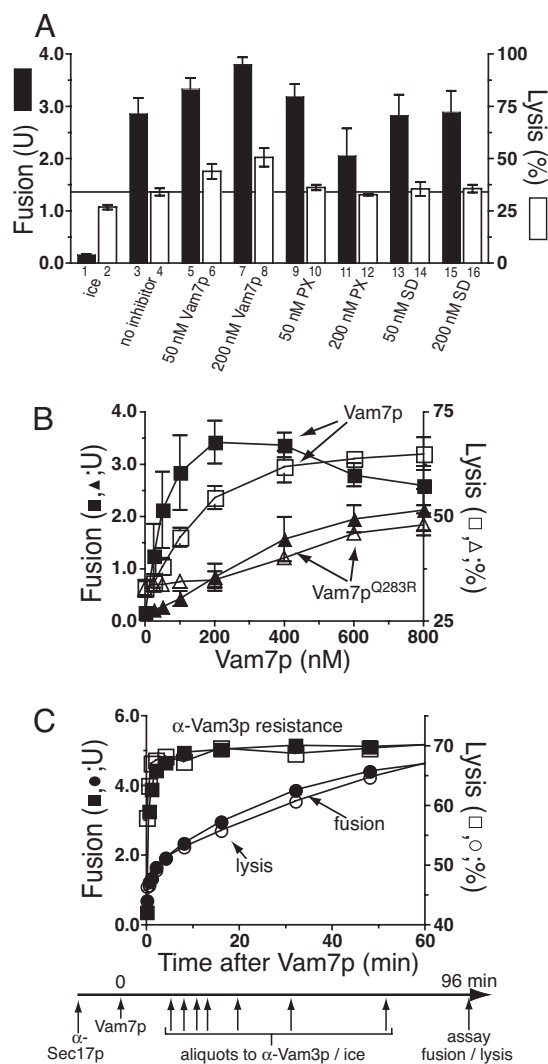 A
Fusion (U)
4.0
3.0
2.0
1.0
0.0
100
75
50
25
0
Lysis (%)
1 2 3 4 5 6 7 8 9 10 11 12 13 14 15 16
ice
no inhibitor
50 nM Vam7p
200 nM Vam7p
50 nM PX
200 nM PX
50 nM SD
200 nM SD
B
Fusion (■,▲;U)
4.0
3.0
2.0
1.0
0.0
75
50
25
Lysis (□,△;%)
Vam7p
Vam7pQ283R
0 200 400 600 800
Vam7p (nM)
C
α-Vam3p resistance
Fusion (■,●;U)
6.0
4.0
2.0
0.0
70
60
50
40
Lysis (□,○;%)
fusion
lysis
0 20 40 60
Time after Vam7p (min)
0 96 min
α-Sec17p
Vam7p
aliquots to α-Vam3p / ice
assay
fusion / lysis